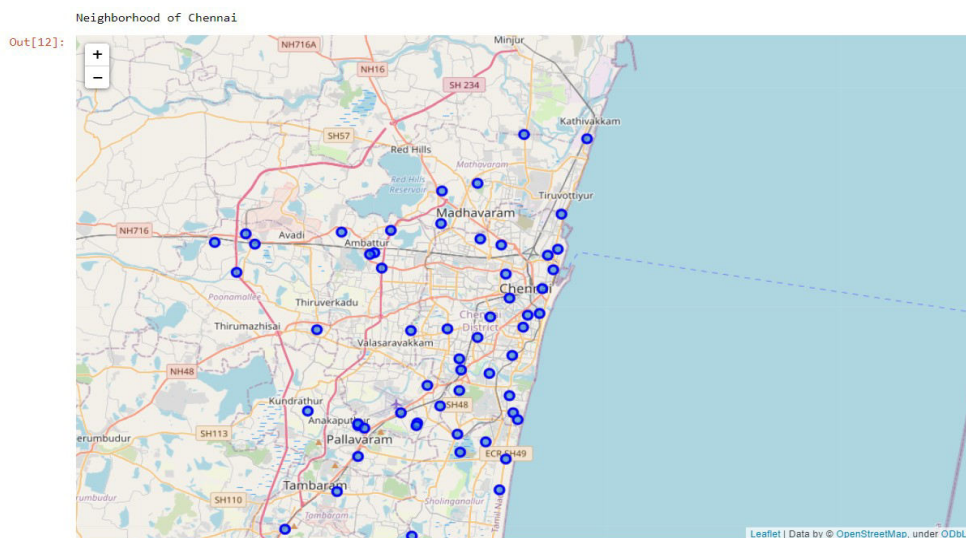 Neighborhood of Chennai
Out[12]:
+
−
NH716A
Minjur
NH16
SH 234
Kathivakkam
SH57
Red Hills
Mathavaram
Red Hills
Reservoir
Tiruvottiyur
Madhavaram
NH716
Avadi
Ambattur
Poonamallee
Chennai
Thiruverkadu
Chennai
District
Thirumazhisai
Valasaravakkam
NH48
Kundrathur
SH48
Anakaputhur
SH113
Pallavaram
ECR SH49
Tambaram
SH110
Sholinganallur
Tambaram
Leaflet | Data by © OpenStreetMap, under ODbL